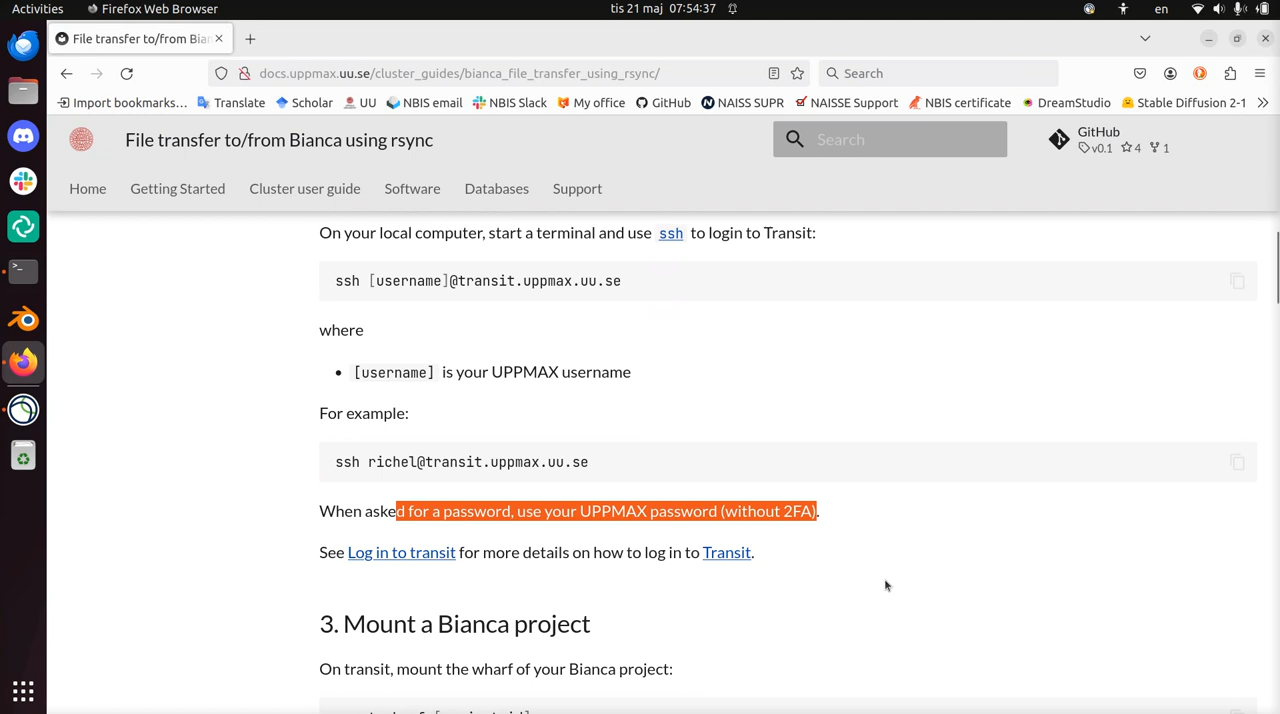 Activities
Firefox Web Browser
tis 21 maj 07:54:37
en
File transfer to/from Bian
docs.uppmax.uu.se/cluster_guides/bianca_file_transfer_using_rsync/
Search
Import bookmarks...
Translate
Scholar
UU
NBIS email
NBIS Slack
My office
GitHub
NAISS SUPR
NAISSE Support
NBIS certificate
DreamStudio
Stable Diffusion 2-1
File transfer to/from Bianca using rsync
Search
GitHub
v0.1 4 1
Home
Getting Started
Cluster user guide
Software
Databases
Support
On your local computer, start a terminal and use ssh to login to Transit:
ssh [username]@transit.uppmax.uu.se
where
• [username] is your UPPMAX username
For example:
ssh richel@transit.uppmax.uu.se
When asked for a password, use your UPPMAX password (without 2FA).
See Log in to transit for more details on how to log in to Transit.
3. Mount a Bianca project
On transit, mount the wharf of your Bianca project: